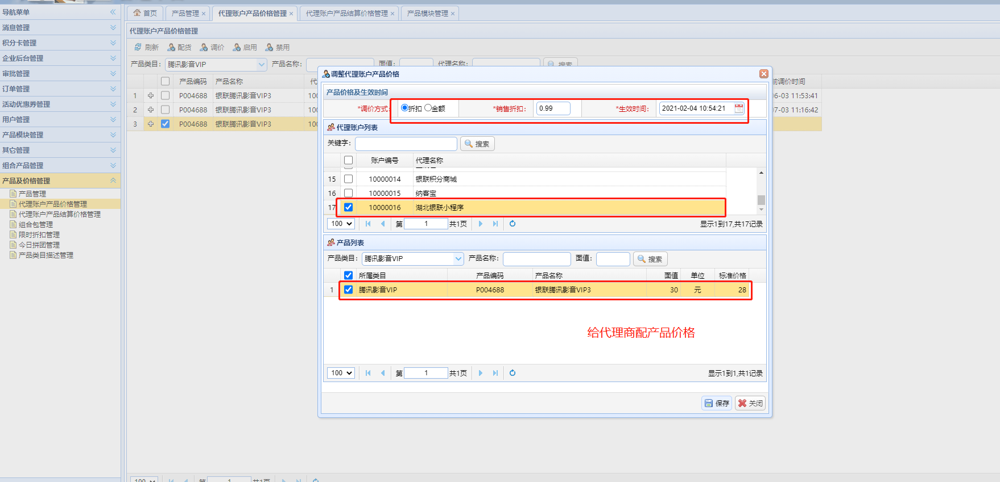 导航菜单
消息管理
积分卡管理
企业后台管理
审批管理
订单管理
活动优惠券管理
用户管理
产品模块管理
其它管理
组合产品管理
产品及价格管理
产品管理
代理账户产品价格管理
代理账户产品结算价格管理
组合包管理
限时折扣管理
今日拼团管理
产品类目描述管理
首页 产品管理 代理账户产品价格管理 代理账户产品结算价格管理 产品模块管理
代理账户产品价格管理
刷新 配货 调价 启用 禁用
产品类目: 腾讯影音VIP 产品名称: 面值: 代理名称: 搜索
产品编码 产品名称 代 前调价时间
1 P004688 银联腾讯影音VIP3 100 06-03 11:53:41
2 P004688 银联腾讯影音VIP3 100 07-03 11:16:42
3 P004688 银联腾讯影音VIP3 100
调整代理账户产品价格
产品价格及生效时间
*调价方式: 折扣 金额 *销售折扣: 0.99 *生效时间: 2021-02-04 10:54:21
代理账户列表
关键字: 搜索
账户编号 代理名称
15 10000014 银联积分商城
16 10000015 纳客宝
17 10000016 湖北银联小程序
100 第 1 共1页 显示1到17,共17记录
产品列表
产品类目: 腾讯影音VIP 产品名称: 面值: 搜索
所属类目 产品编码 产品名称 面值 单位 标准价格
1 腾讯影音VIP P004688 银联腾讯影音VIP3 30 元 28
给代理商配产品价格
100 第 1 共1页 显示1到1,共1记录
保存 关闭
100 第 1 共1页